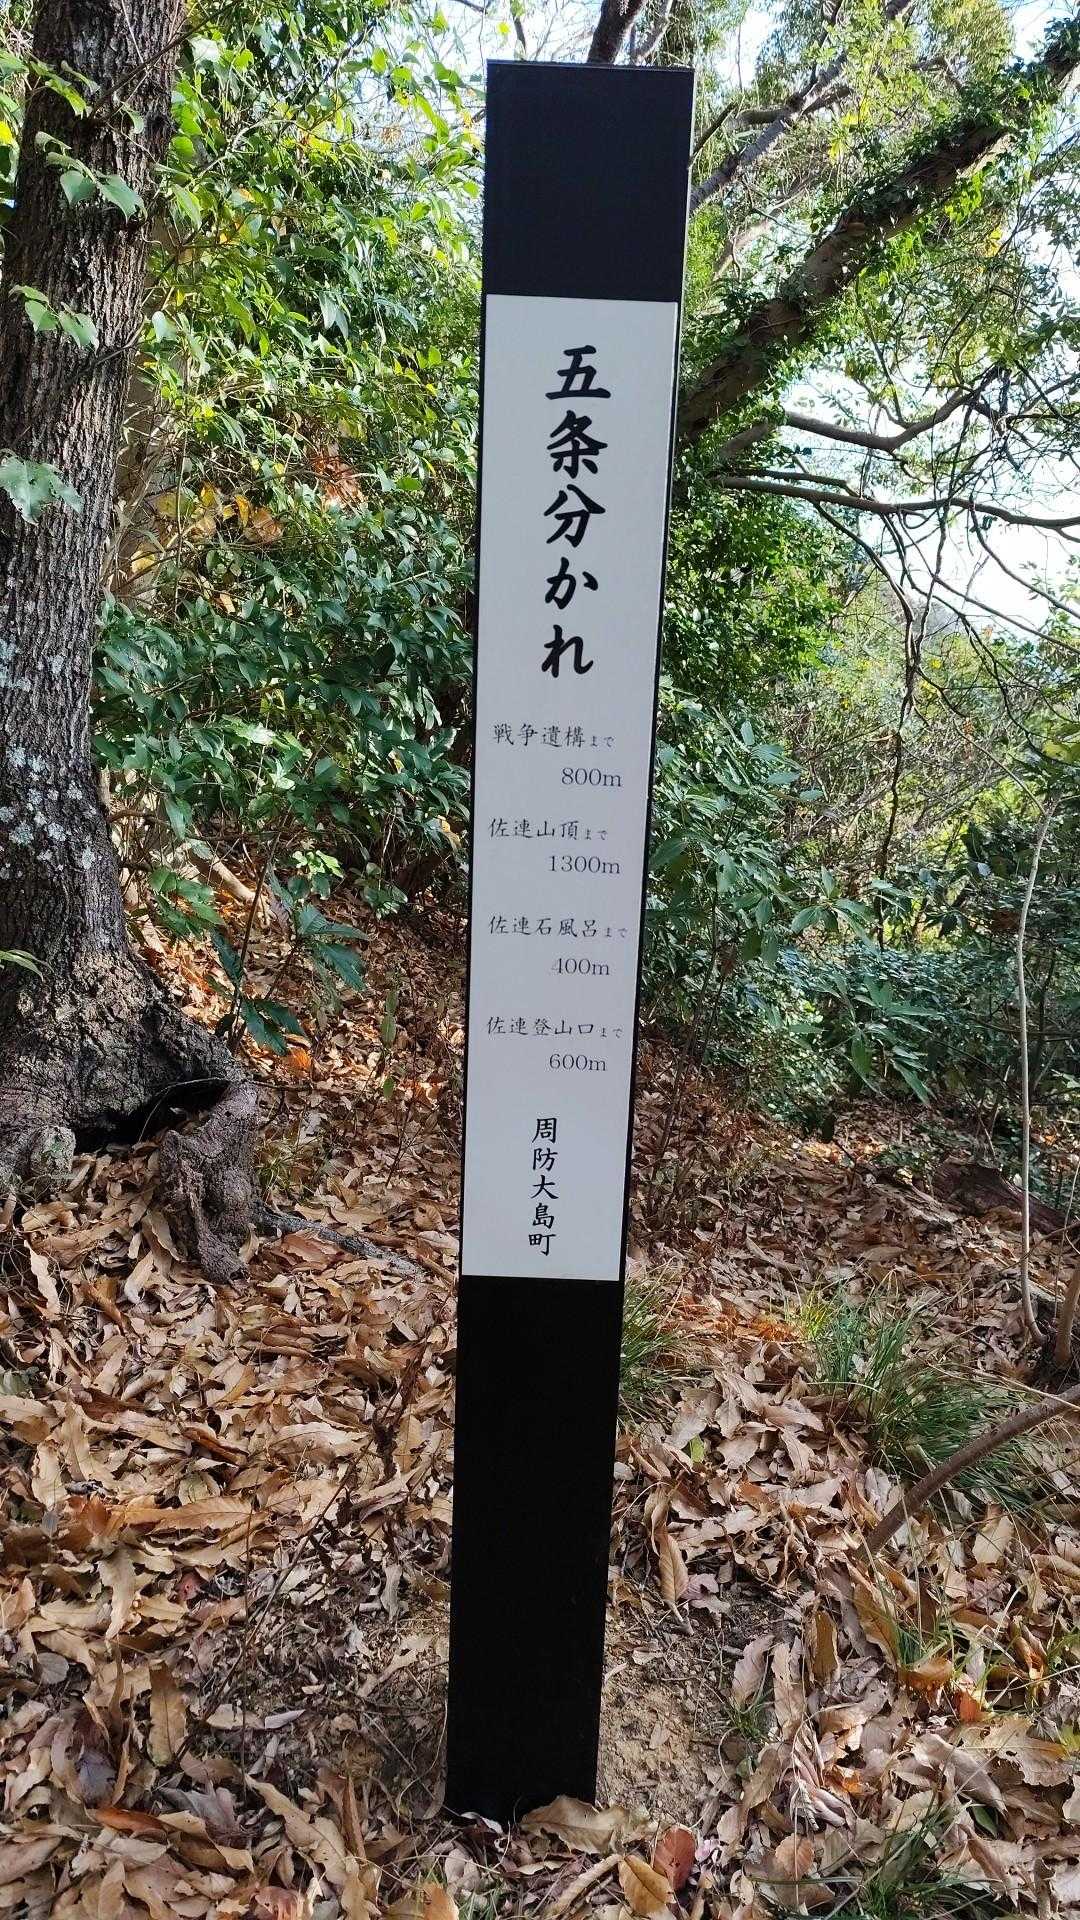 五条分かれ
戦争遺構まで
800m
佐連山頂まで
1300m
佐連石風呂まで
400m
佐連登山口まで
600m
周防大島町